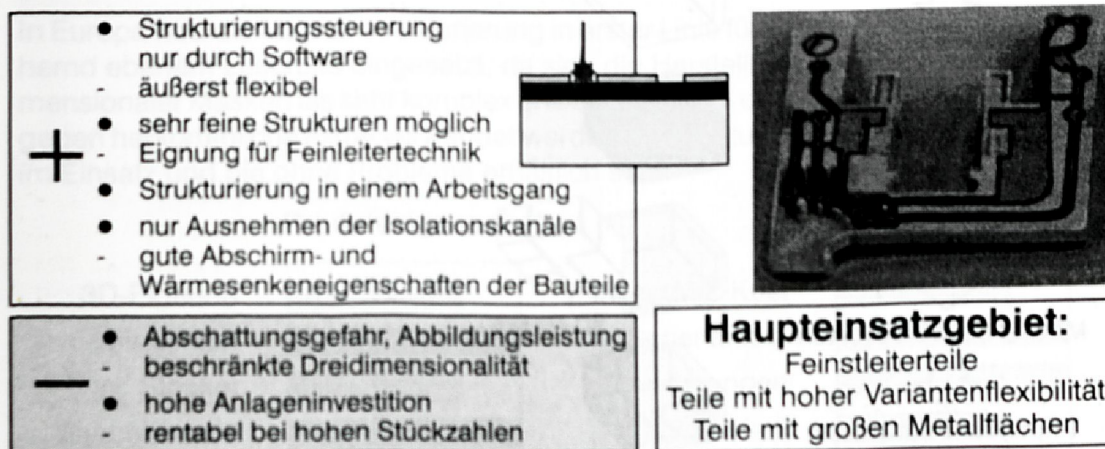 ● Strukturierungssteuerung
nur durch Software
- äußerst flexibel
● sehr feine Strukturen möglich
- Eignung für Feinleitertechnik
● Strukturierung in einem Arbeitsgang
● nur Ausnehmen der Isolationskanäle
- gute Abschirm- und
Wärmesenkeneigenschaften der Bauteile
+
● Abschattungsgefahr, Abbildungsleistung
- beschränkte Dreidimensionalität
● hohe Anlageninvestition
- rentabel bei hohen Stückzahlen
−
Haupteinsatzgebiet:
Feinstleiterteile
Teile mit hoher Variantenflexibilität
Teile mit großen Metallflächen